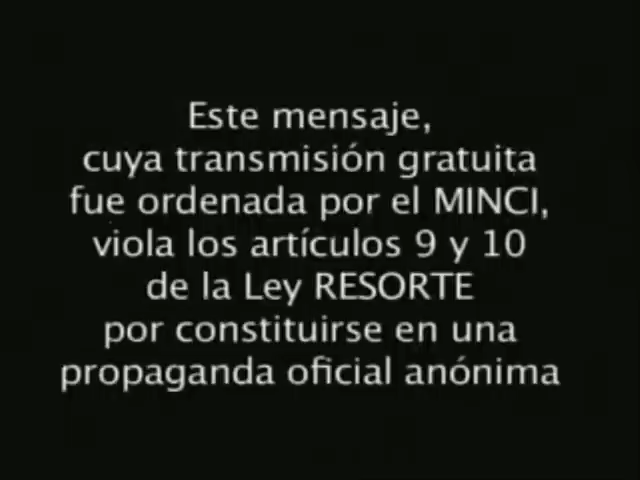 Este mensaje,
cuya transmisión gratuita
fue ordenada por el MINCI,
viola los artículos 9 y 10
de la Ley RESORTE
por constituirse en una
propaganda oficial anónima